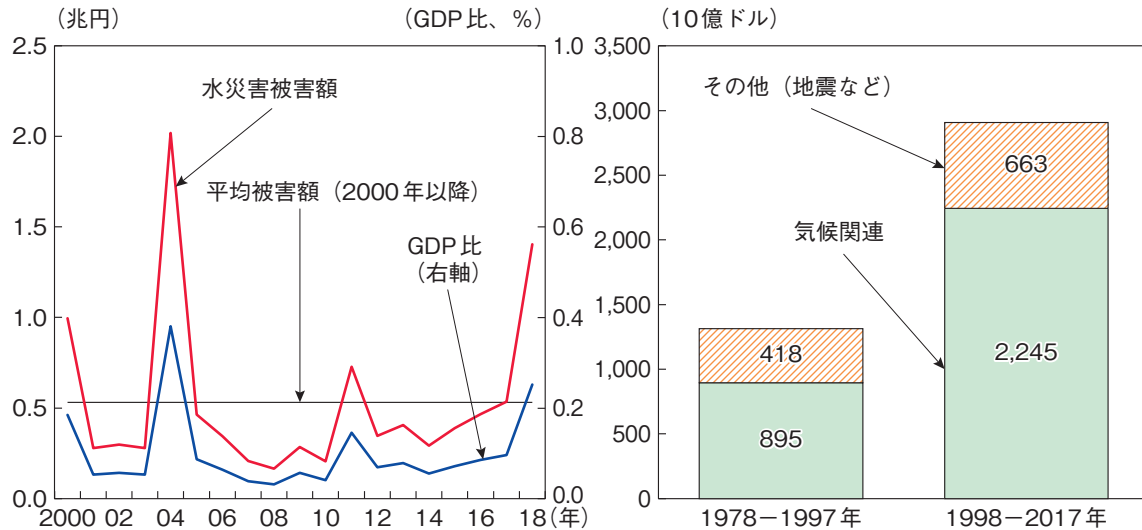 (兆円)
(GDP比、%)
2.5
2.0
1.5
1.0
0.5
0.0
1.0
0.8
0.6
0.4
0.2
0.0
水災害被害額
平均被害額（2000年以降）
GDP比
（右軸）
2000 02 04 06 08 10 12 14 16 18(年)
(10億ドル)
3,500
3,000
2,500
2,000
1,500
1,000
500
0
その他（地震など）
気候関連
418
895
663
2,245
1978－1997年
1998－2017年